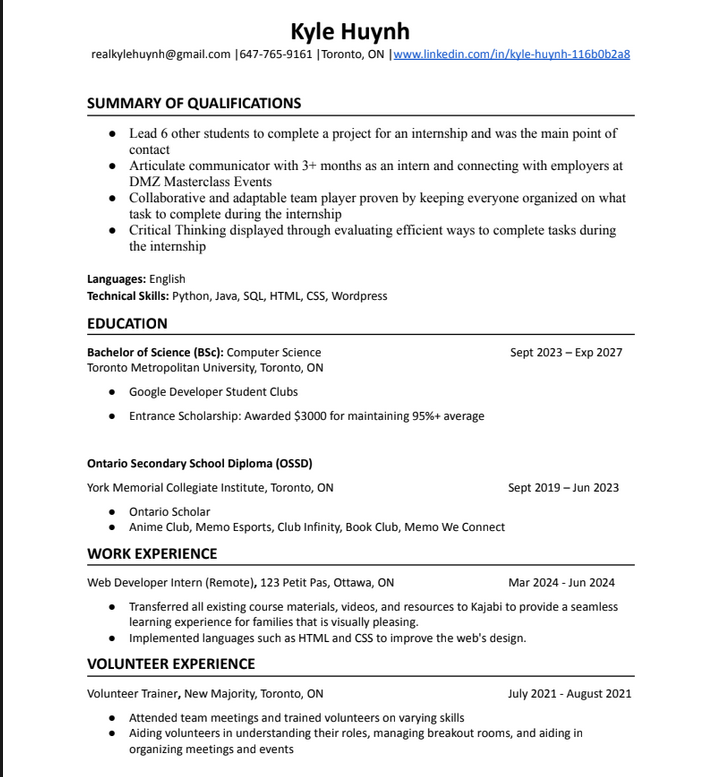 Kyle Huynh
realkylehuynh@gmail.com |647-765-9161 |Toronto, ON |www.linkedin.com/in/kyle-huynh-116b0b2a8
SUMMARY OF QUALIFICATIONS
● Lead 6 other students to complete a project for an internship and was the main point of
contact
● Articulate communicator with 3+ months as an intern and connecting with employers at
DMZ Masterclass Events
● Collaborative and adaptable team player proven by keeping everyone organized on what
task to complete during the internship
● Critical Thinking displayed through evaluating efficient ways to complete tasks during
the internship
Languages: English
Technical Skills: Python, Java, SQL, HTML, CSS, Wordpress
EDUCATION
Bachelor of Science (BSc): Computer Science Sept 2023 – Exp 2027
Toronto Metropolitan University, Toronto, ON
● Google Developer Student Clubs
● Entrance Scholarship: Awarded $3000 for maintaining 95%+ average
Ontario Secondary School Diploma (OSSD)
York Memorial Collegiate Institute, Toronto, ON Sept 2019 – Jun 2023
● Ontario Scholar
● Anime Club, Memo Esports, Club Infinity, Book Club, Memo We Connect
WORK EXPERIENCE
Web Developer Intern (Remote), 123 Petit Pas, Ottawa, ON Mar 2024 - Jun 2024
● Transferred all existing course materials, videos, and resources to Kajabi to provide a seamless
learning experience for families that is visually pleasing.
● Implemented languages such as HTML and CSS to improve the web's design.
VOLUNTEER EXPERIENCE
Volunteer Trainer, New Majority, Toronto, ON July 2021 - August 2021
● Attended team meetings and trained volunteers on varying skills
● Aiding volunteers in understanding their roles, managing breakout rooms, and aiding in
organizing meetings and events